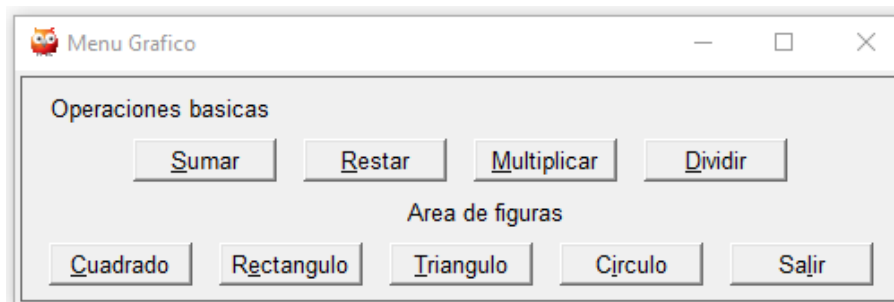 Menu Grafico
Operaciones basicas
Sumar Restar Multiplicar Dividir
Area de figuras
Cuadrado Rectangulo Triangulo Circulo Salir